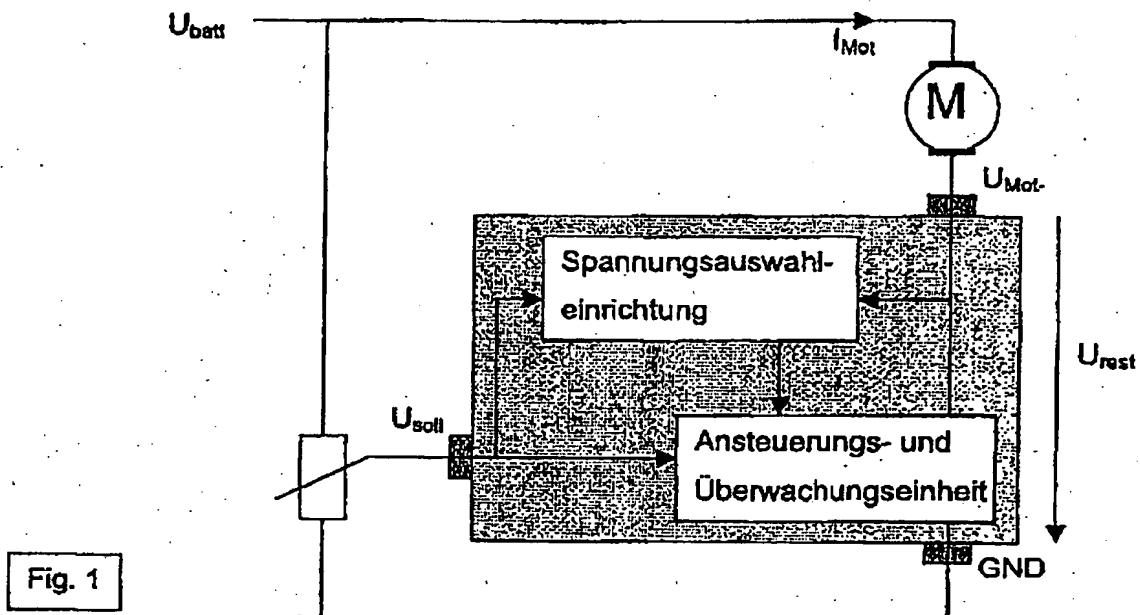 U_batt
I_Mot
M
U_Mot-
Spannungsauswahl-
einrichtung
U_rest
U_soll
Ansteuerungs- und
Überwachungseinheit
GND
Fig. 1